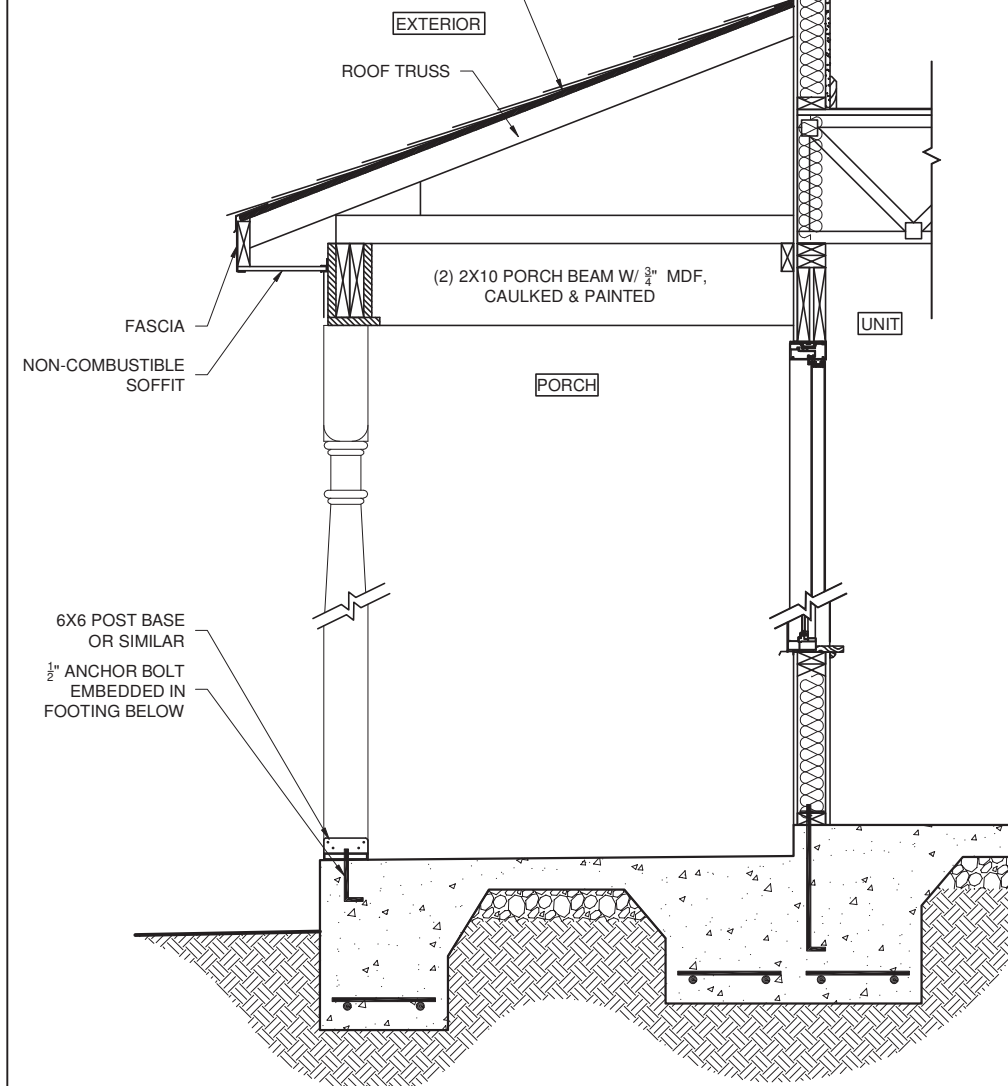 EXTERIOR
ROOF TRUSS
(2) 2X10 PORCH BEAM W/ 3/4" MDF,
CAULKED & PAINTED
FASCIA
UNIT
NON-COMBUSTIBLE
SOFFIT
PORCH
6X6 POST BASE
OR SIMILAR
1/2" ANCHOR BOLT
EMBEDDED IN
FOOTING BELOW